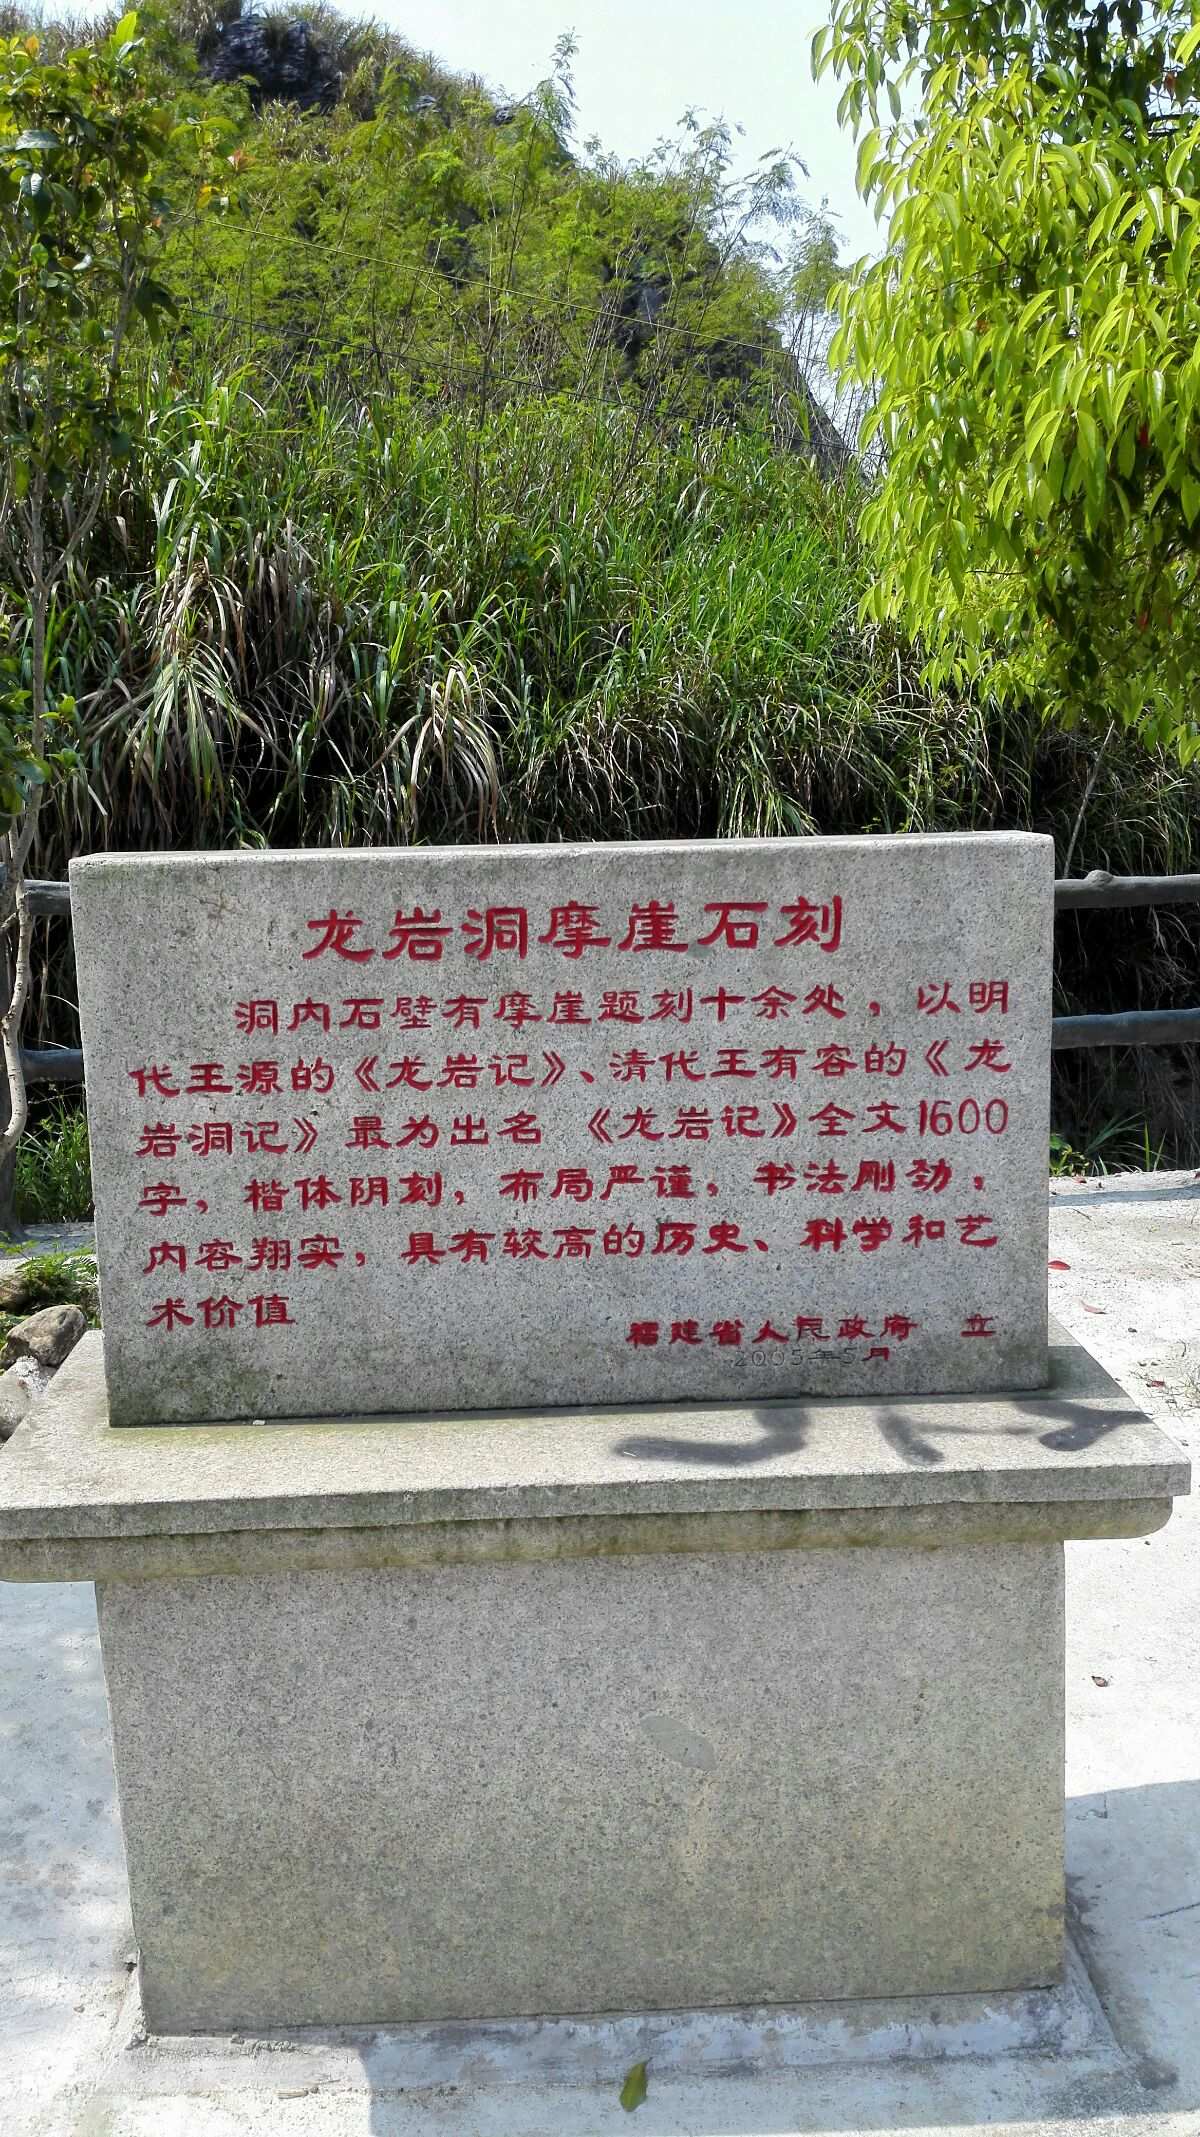 龙岩洞摩崖石刻
洞内石壁有摩崖题刻十余处，以明
代王源的《龙岩记》、清代王有容的《龙
岩洞记》最为出名 《龙岩记》全文1600
字，楷体阴刻，布局严谨，书法刚劲，
内容翔实，具有较高的历史、科学和艺
术价值
福建省人民政府 立
2005年5月